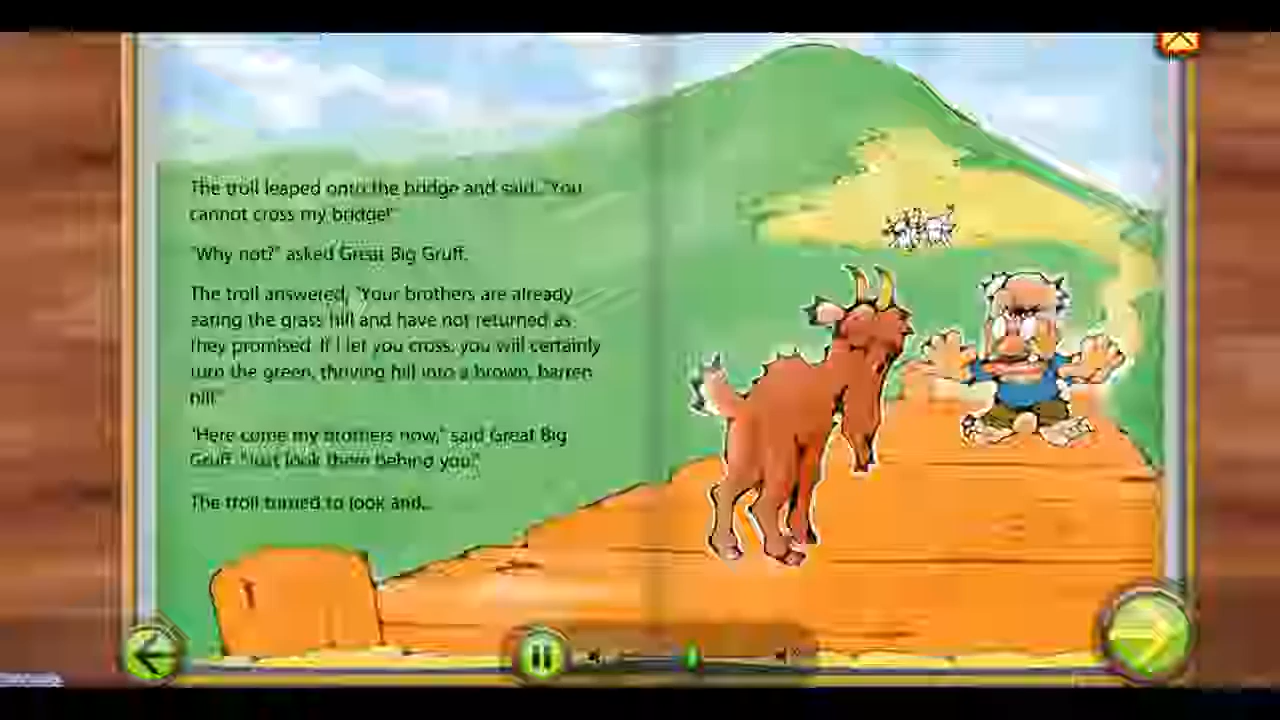 The troll leaped onto the bridge and said, "You
cannot cross my bridge!"
"Why not?" asked Great Big Gruff.
The troll answered, "Your brothers are already
eating the grass hill and have not returned as
they promised. If I let you cross, you will certainly
turn the green, thriving hill into a brown, barren
hill."
"Here come my brothers now," said Great Big
Gruff. "Just look them behind you."
The troll turned to look and...